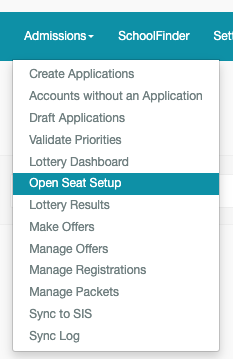 Admissions SchoolFinder
Create Applications
Accounts without an Application
Draft Applications
Validate Priorities
Lottery Dashboard
Open Seat Setup
Lottery Results
Make Offers
Manage Offers
Manage Registrations
Manage Packets
Sync to SIS
Sync Log